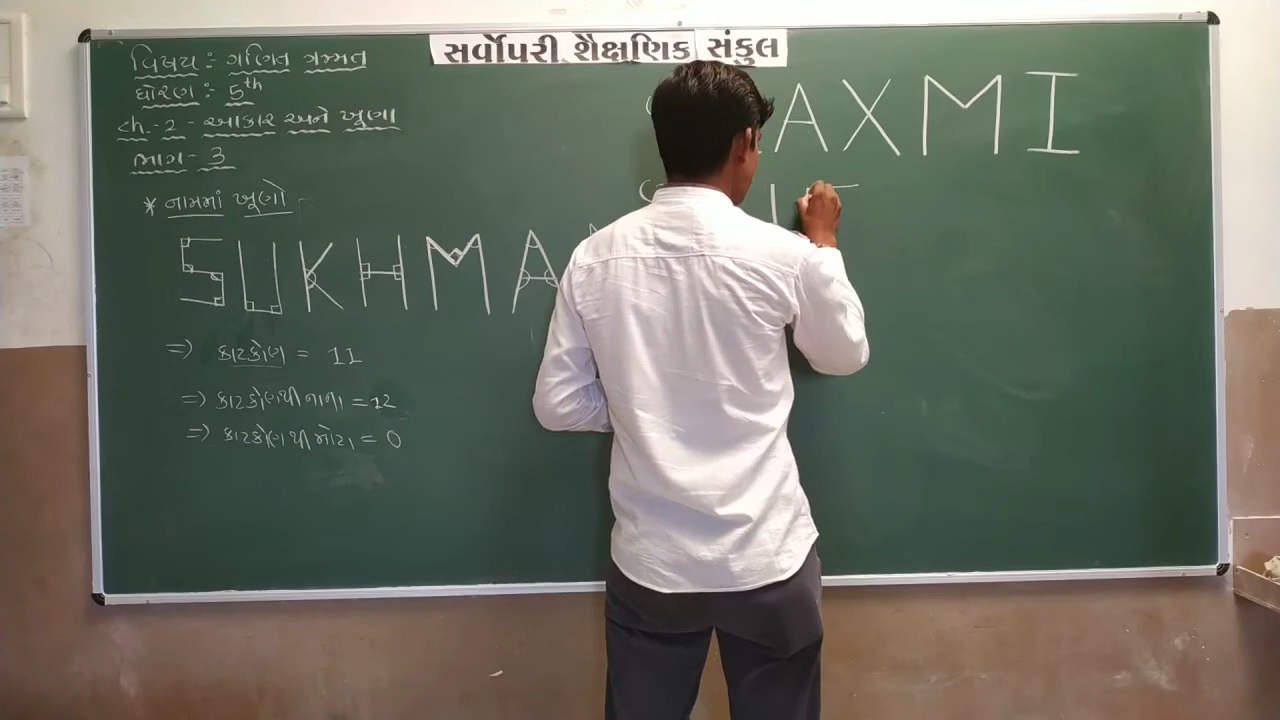 સર્વોપરી શૈક્ષણિક સંકુલ
વિષય : ગણિત ગમ્મત
ધોરણ : 5th
ch.-2 - આકાર અને ખૂણા
ભાગ- 3
* નામમાં ખૂણો
SUKHMA
⇒ કાટકોણ = 11
⇒ કાટકોણથી નાના = 12
⇒ કાટકોણથી મોટા = 0
AXMI